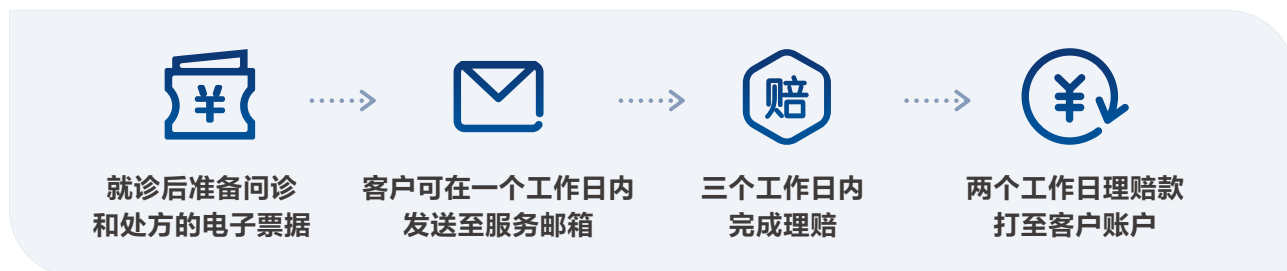 ¥
赔
¥
就诊后准备问诊
和处方的电子票据
客户可在一个工作日内
发送至服务邮箱
三个工作日内
完成理赔
两个工作日理赔款
打至客户账户